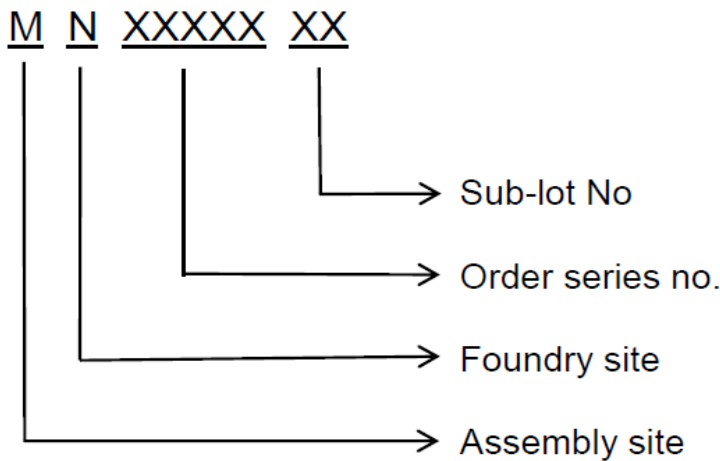 M N XXXXX XX
Sub-lot No
Order series no.
Foundry site
Assembly site